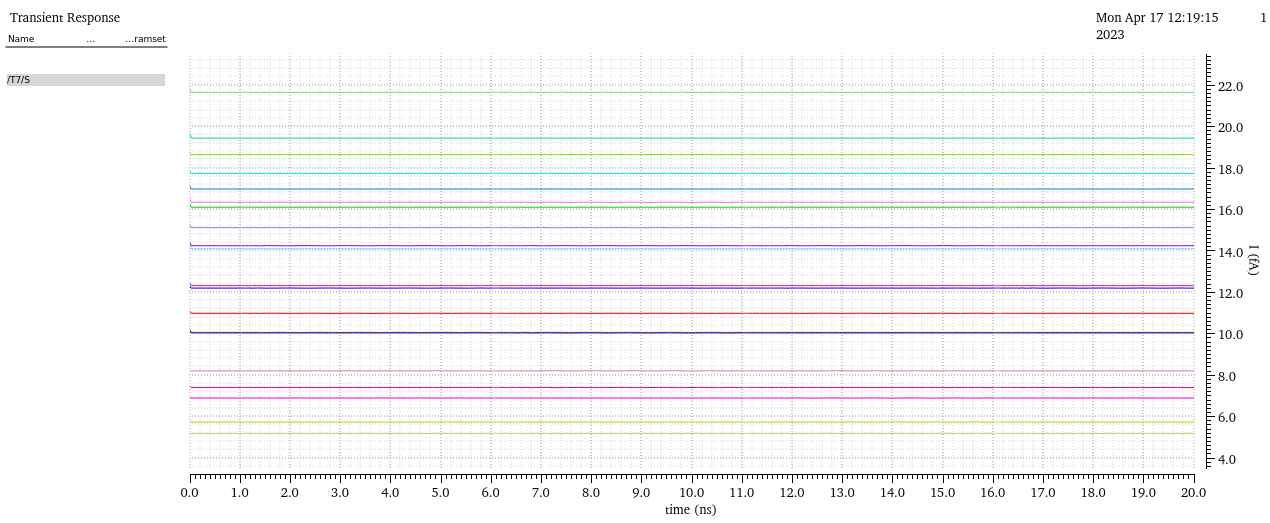 Transient Response
Mon Apr 17 12:19:15 2023
1
Name ... ...ramset
/T7/S
22.0
20.0
18.0
16.0
14.0
12.0
10.0
8.0
6.0
4.0
I (fA)
0.0 1.0 2.0 3.0 4.0 5.0 6.0 7.0 8.0 9.0 10.0 11.0 12.0 13.0 14.0 15.0 16.0 17.0 18.0 19.0 20.0
time (ns)